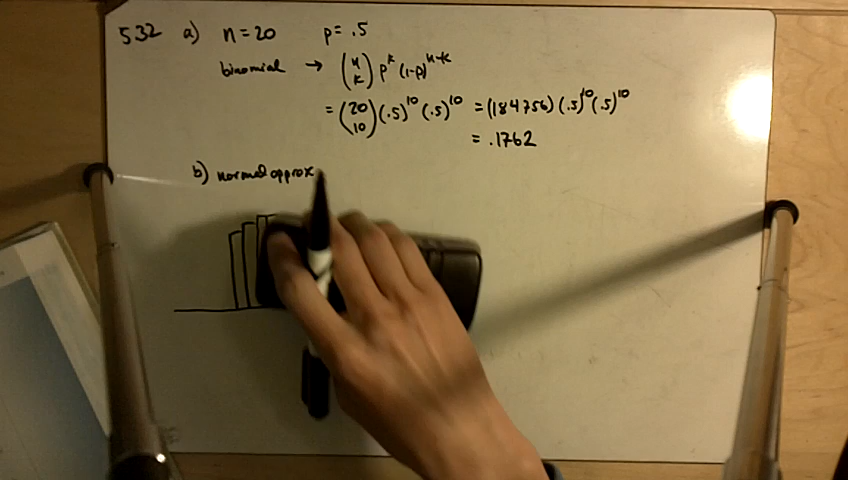 532 a) n=20 p= .5
binomial → (n k) p^k (1-p)^n-k
= (20 10) (.5)^10 (.5)^10 = (184756) (.5)^10 (.5)^10
= .1762
b) normal approx